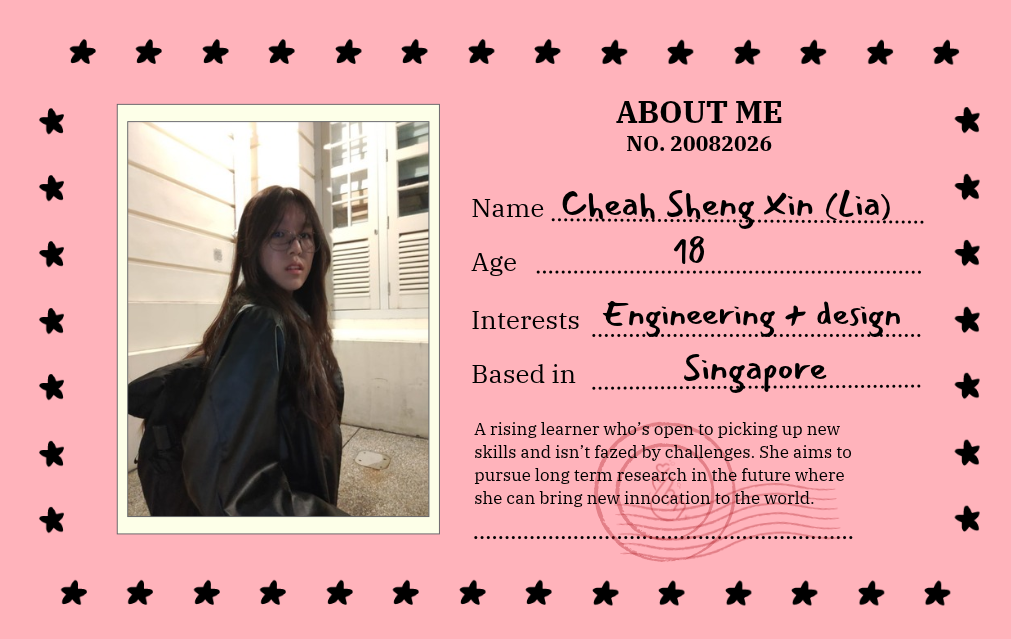 ABOUT ME
NO. 20082026
Name Cheah Sheng Xin (Lia)
Age 18
Interests Engineering + design
Based in Singapore
A rising learner who’s open to picking up new
skills and isn’t fazed by challenges. She aims to
pursue long term research in the future where
she can bring new innocation to the world.